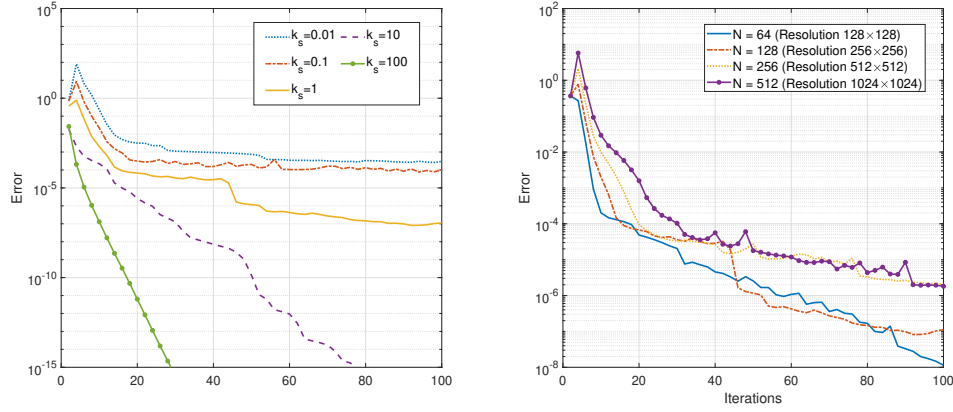 10^5
10^0
10^-5
10^-10
10^-15
Error
0
20
40
60
80
100
k_s=0.01
k_s=0.1
k_s=1
k_s=10
k_s=100
10^2
10^0
10^-2
10^-4
10^-6
10^-8
Error
0
20
40
60
80
100
Iterations
N = 64 (Resolution 128×128)
N = 128 (Resolution 256×256)
N = 256 (Resolution 512×512)
N = 512 (Resolution 1024×1024)